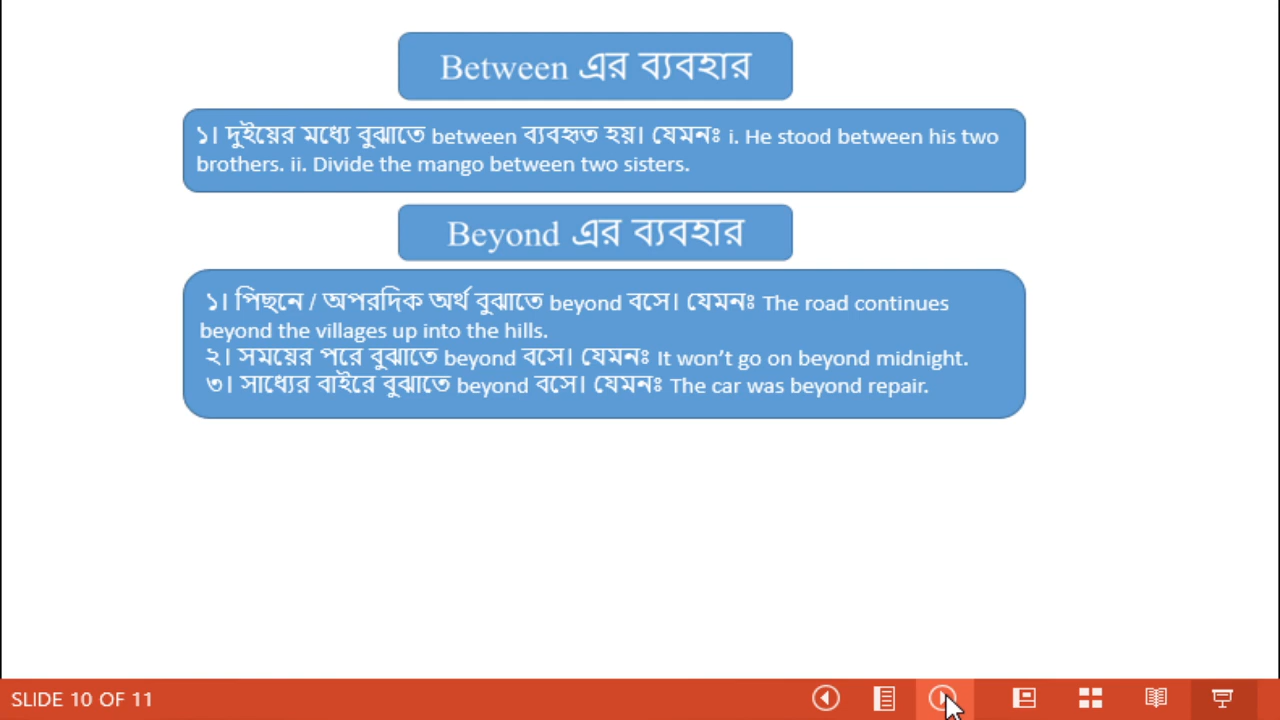 Between এর ব্যবহার
১। দুইয়ের মধ্যে বুঝাতে between ব্যবহৃত হয়। যেমনঃ i. He stood between his two
brothers. ii. Divide the mango between two sisters.
Beyond এর ব্যবহার
১। পিছনে / অপরদিক অর্থ বুঝাতে beyond বসে। যেমনঃ The road continues
beyond the villages up into the hills.
২। সময়ের পরে বুঝাতে beyond বসে। যেমনঃ It won’t go on beyond midnight.
৩। সাধ্যের বাইরে বুঝাতে beyond বসে। যেমনঃ The car was beyond repair.
SLIDE 10 OF 11